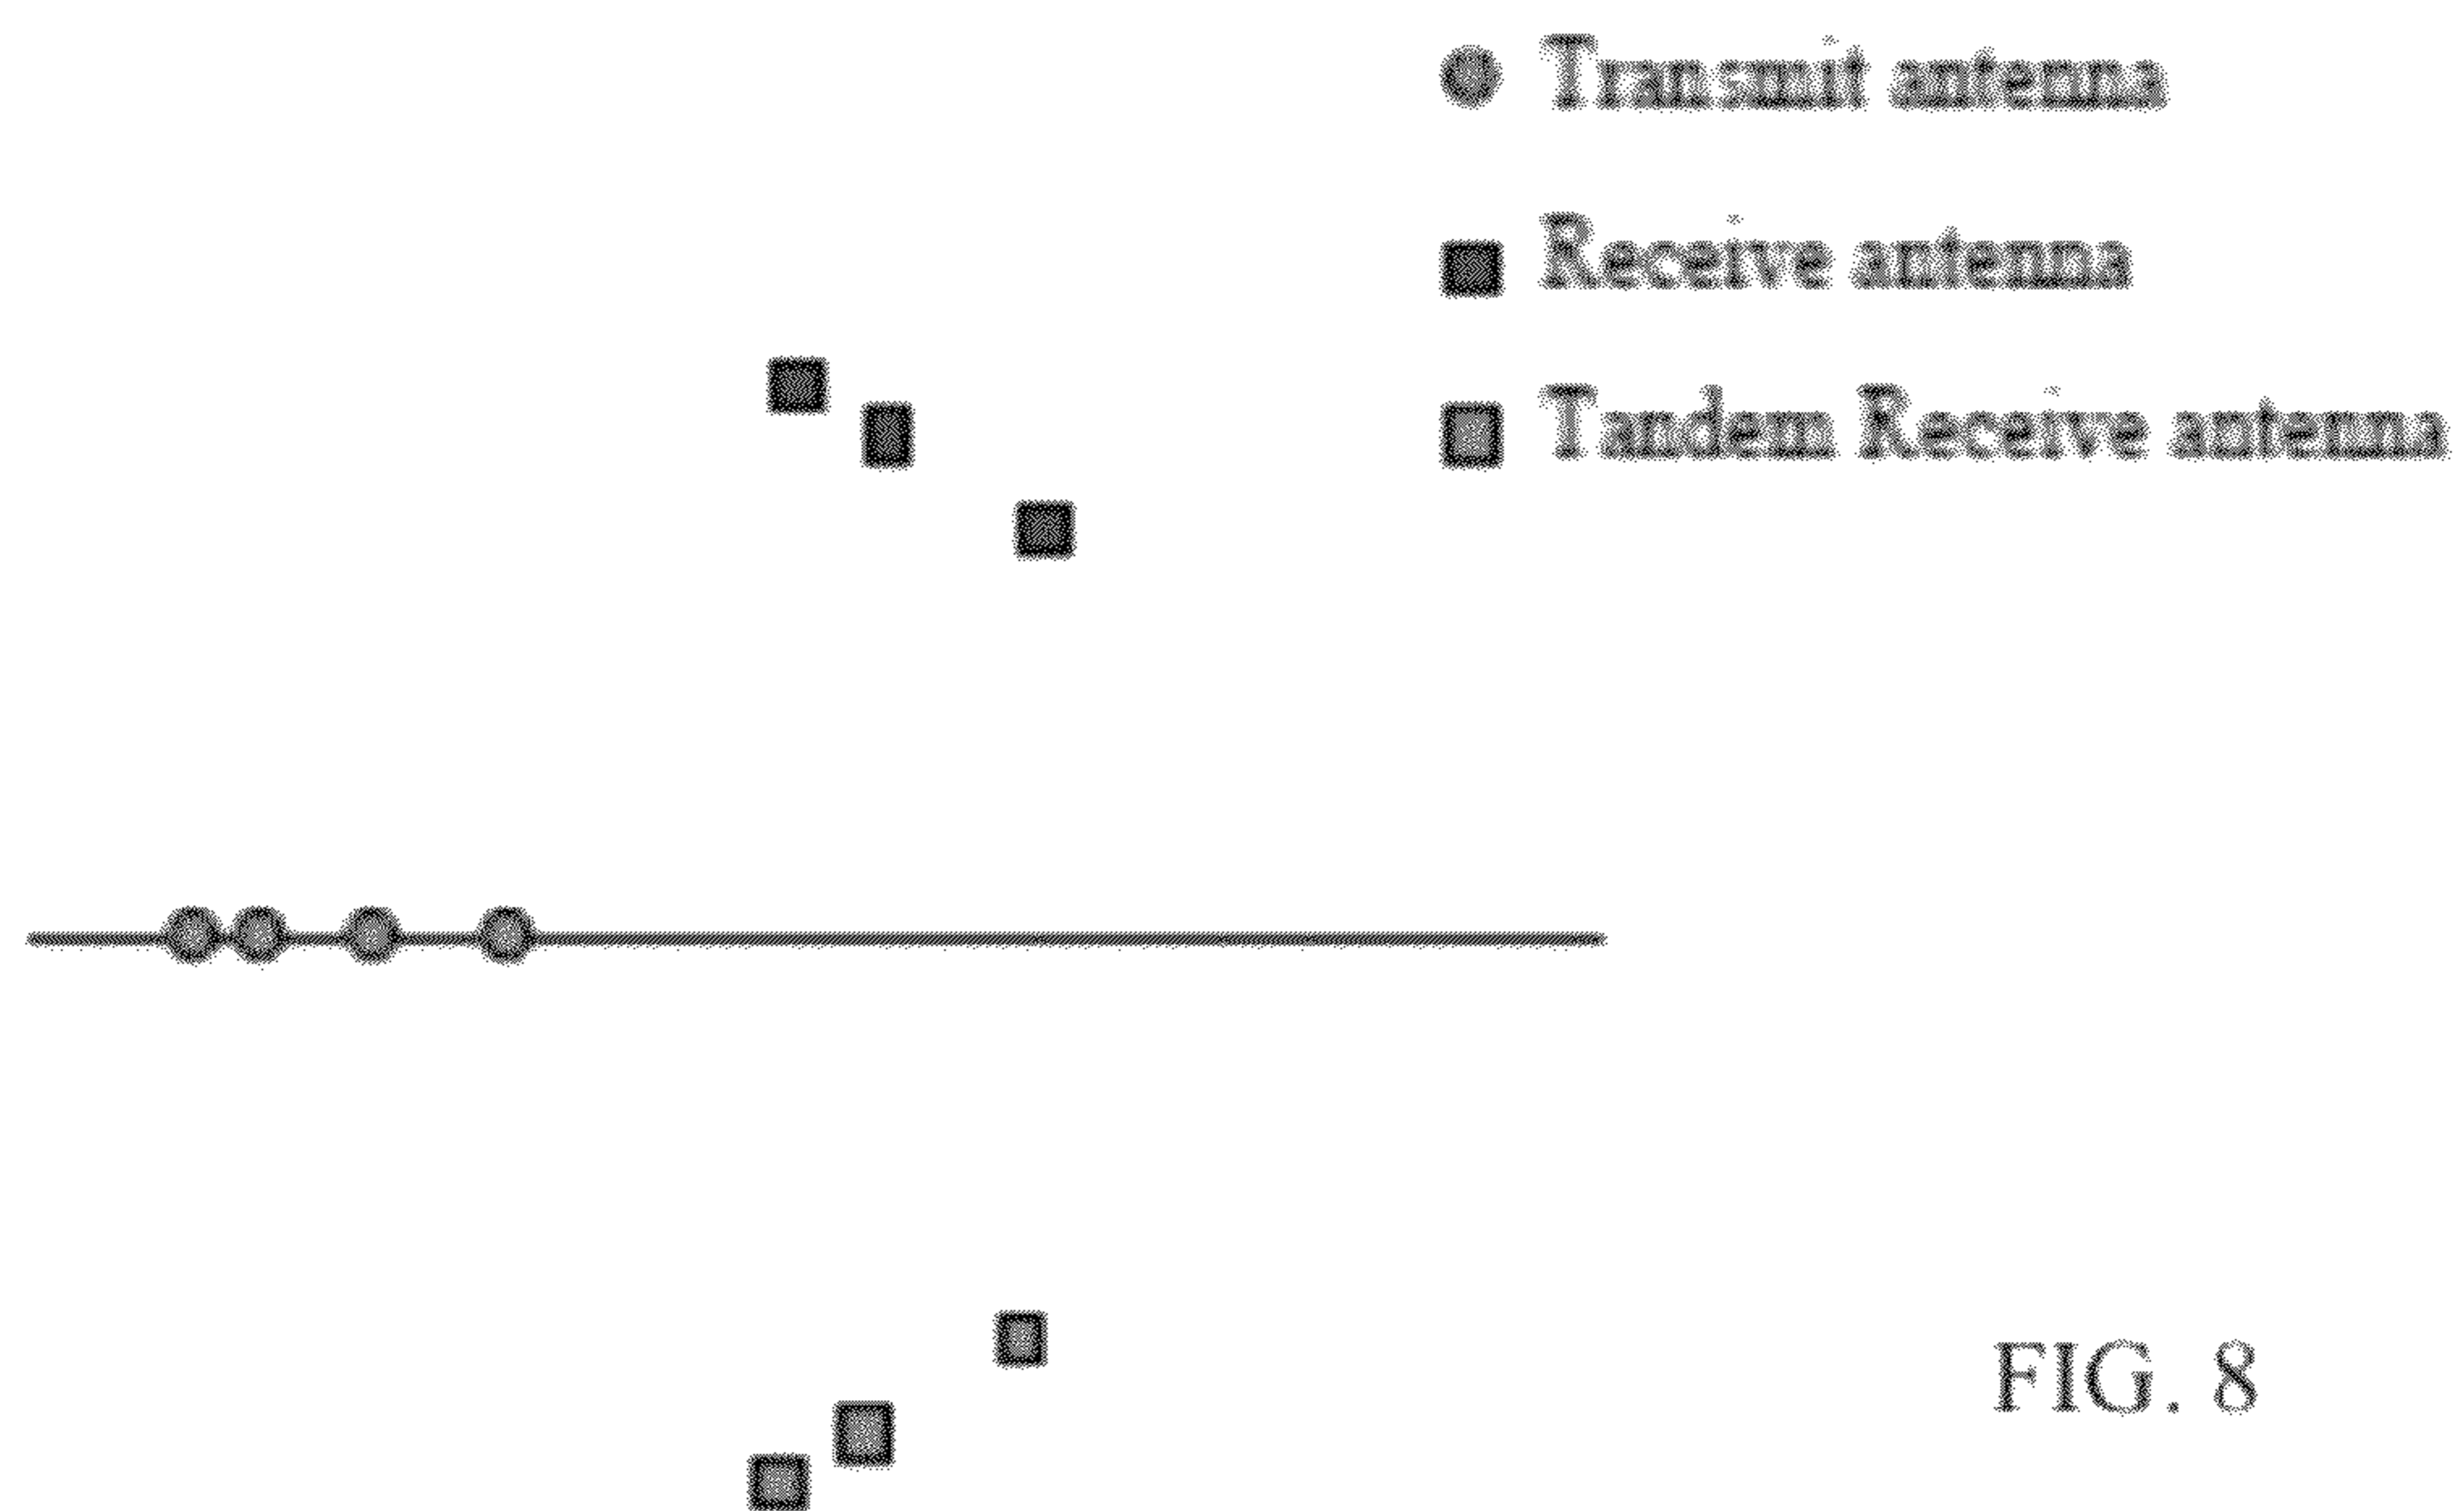 Transmit antenna
Receive antenna
Tandem Receive antenna
FIG. 8